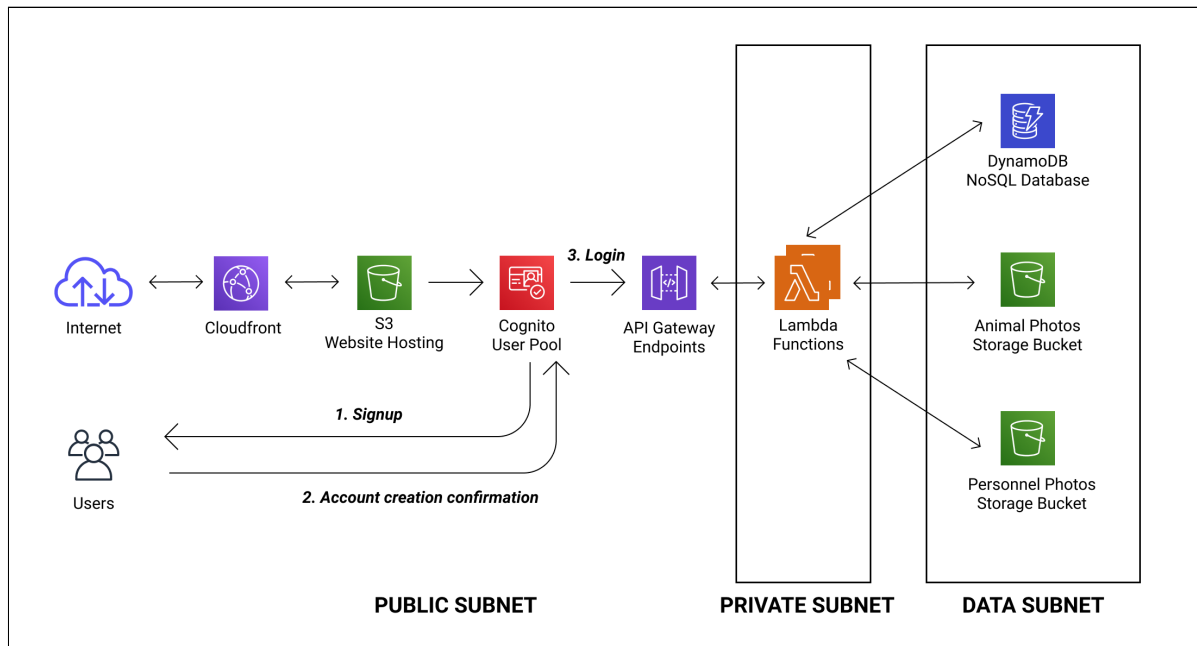 DynamoDB
NoSQL Database
3. Login
Internet
Cloudfront
S3
Website Hosting
Cognito
User Pool
API Gateway
Endpoints
Lambda
Functions
Animal Photos
Storage Bucket
1. Signup
Users
2. Account creation confirmation
Personnel Photos
Storage Bucket
PUBLIC SUBNET
PRIVATE SUBNET
DATA SUBNET